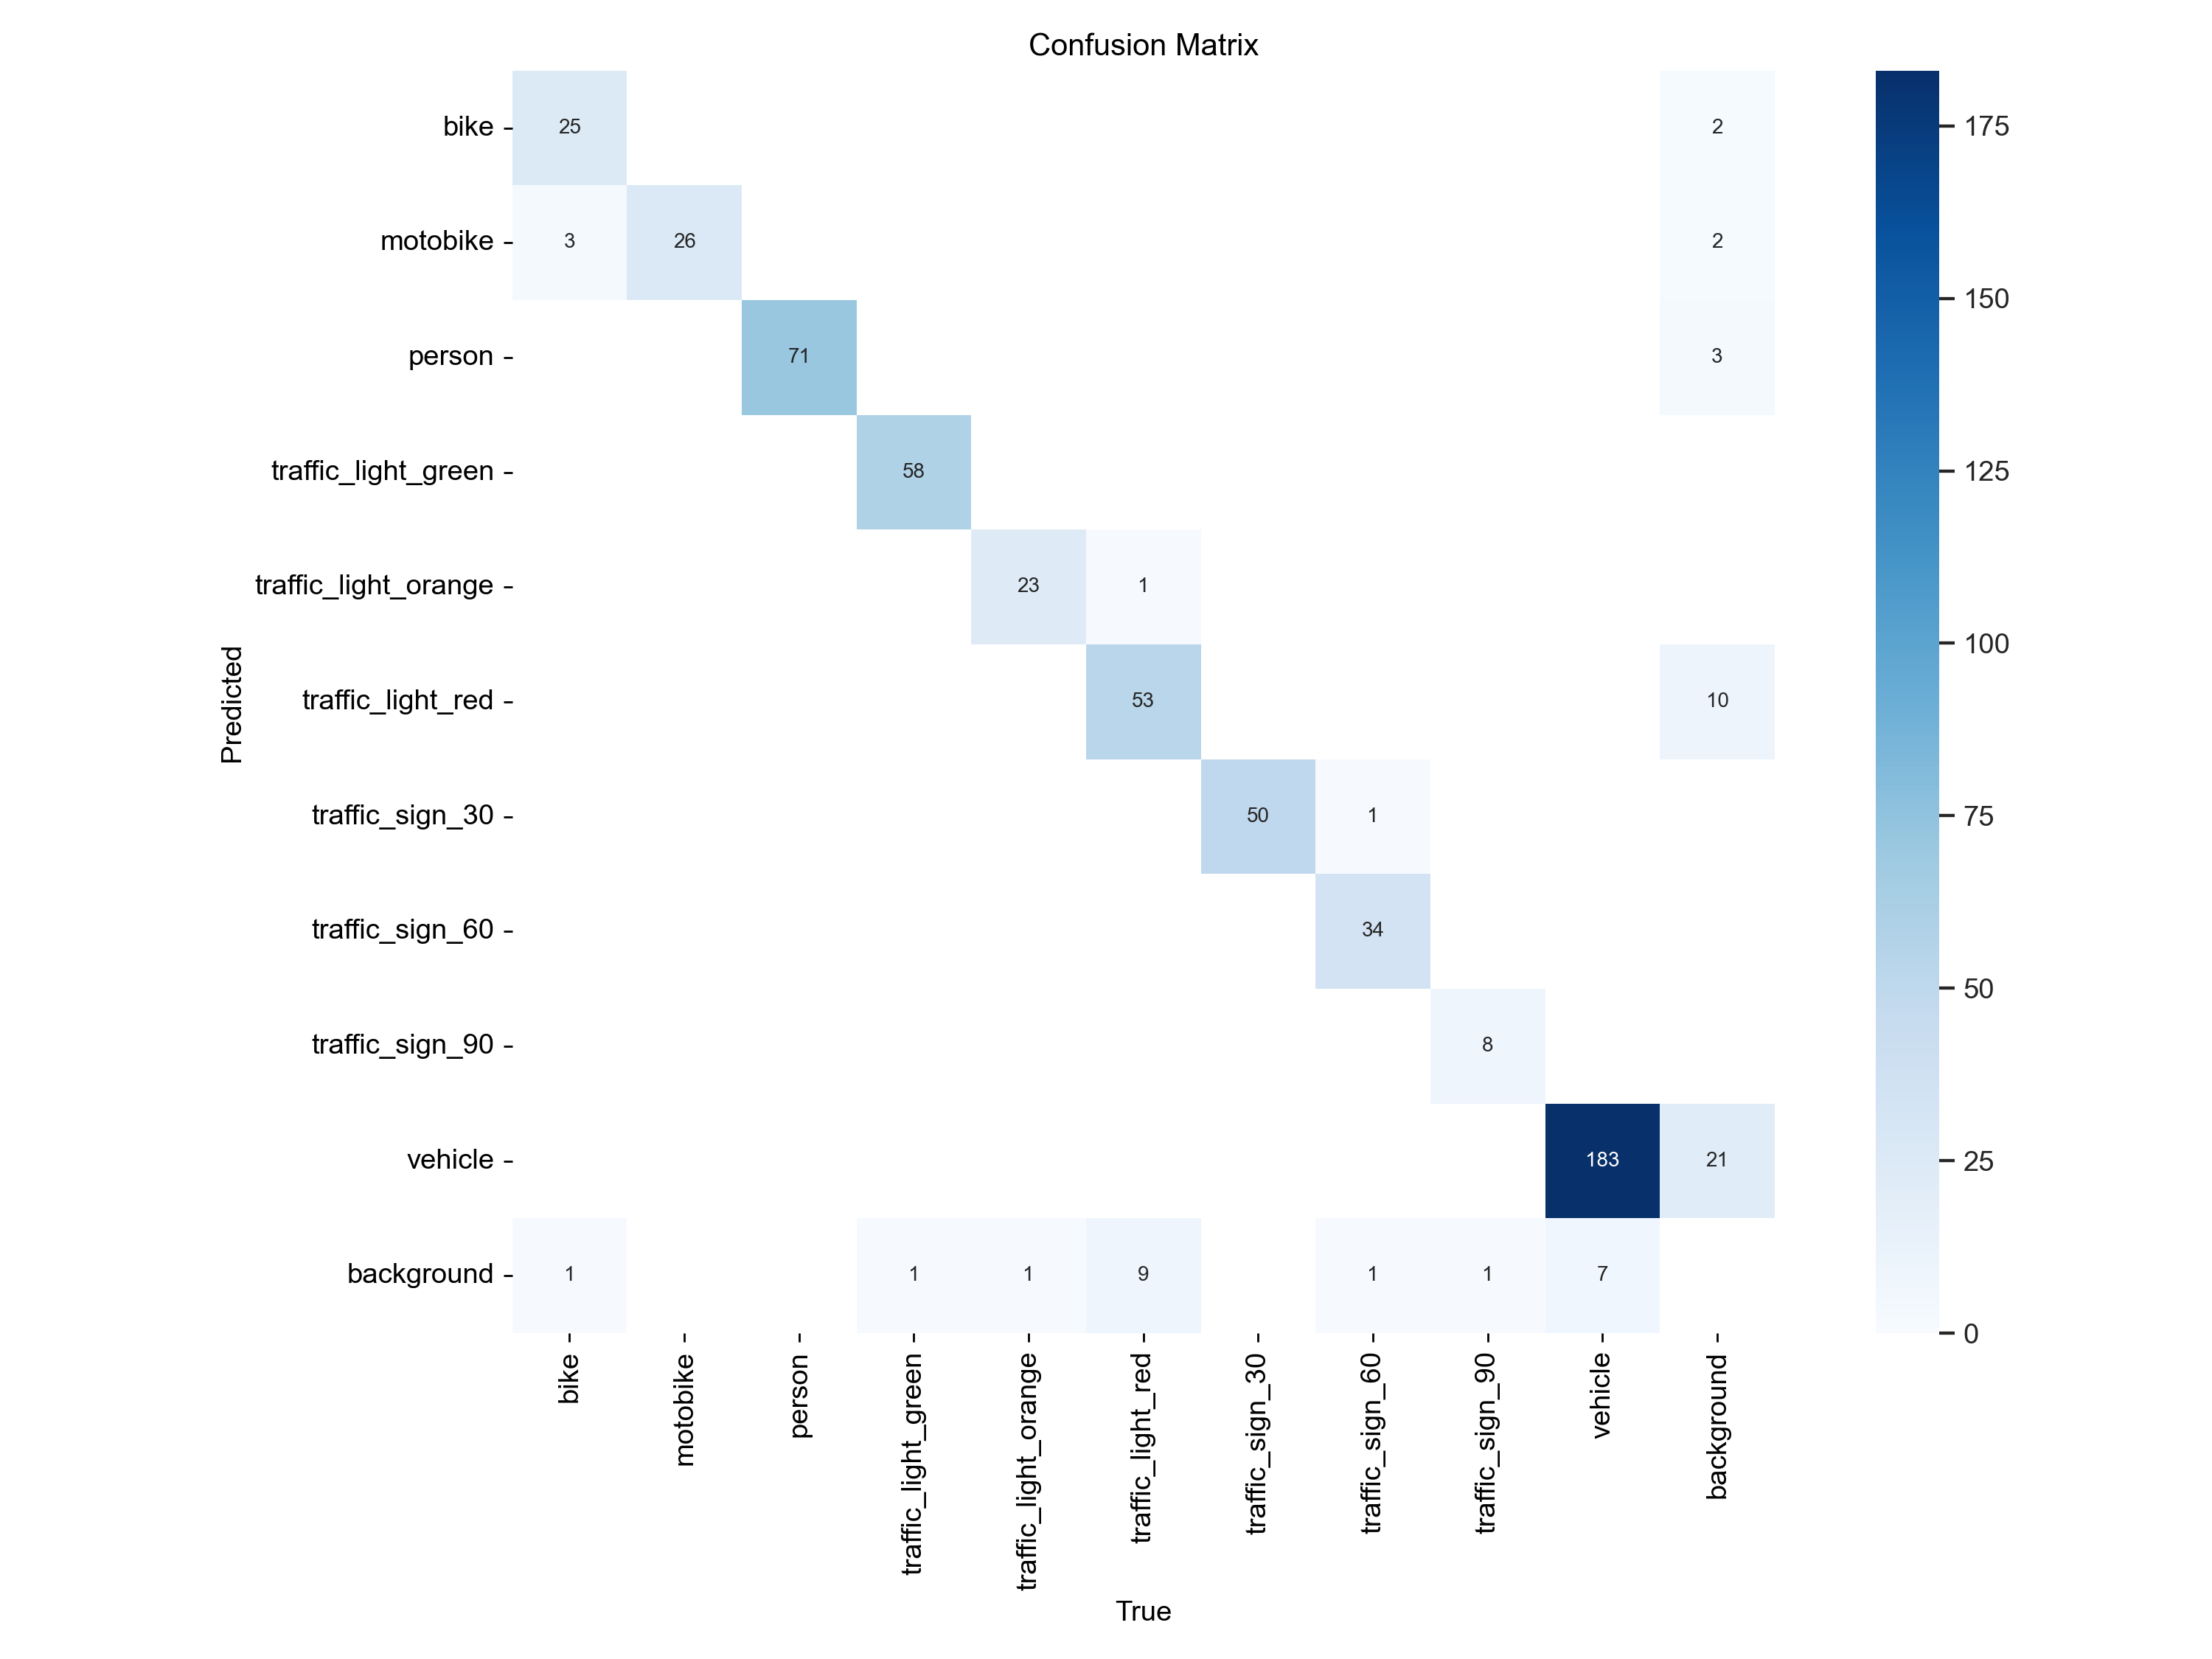 Confusion Matrix
bike 25 2
motobike 3 26 2
person 71 3
traffic_light_green 58
traffic_light_orange 23 1
traffic_light_red 53 10
traffic_sign_30 50 1
traffic_sign_60 34
traffic_sign_90 8
vehicle 183 21
background 1 1 1 9 1 1 7
Predicted
bike
motobike
person
traffic_light_green
traffic_light_orange
traffic_light_red
traffic_sign_30
traffic_sign_60
traffic_sign_90
vehicle
background
True
175
150
125
100
75
50
25
0